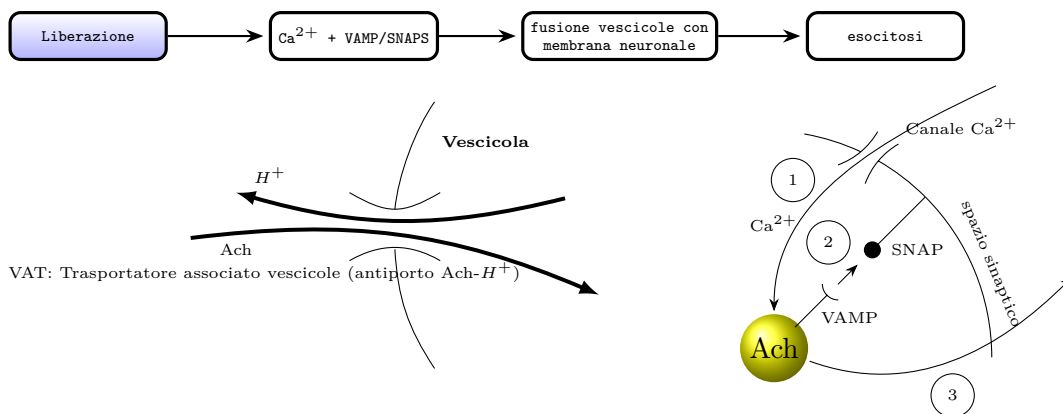 Liberazione
Ca²⁺ + VAMP/SNAPS
fusione vescicole con
membrana neuronale
esocitosi
Vescicola
H⁺
Ach
VAT: Trasportatore associato vescicole (antiporto Ach-H⁺)
Canale Ca²⁺
1
Ca²⁺
2
SNAP
spazio sinaptico
VAMP
Ach
3